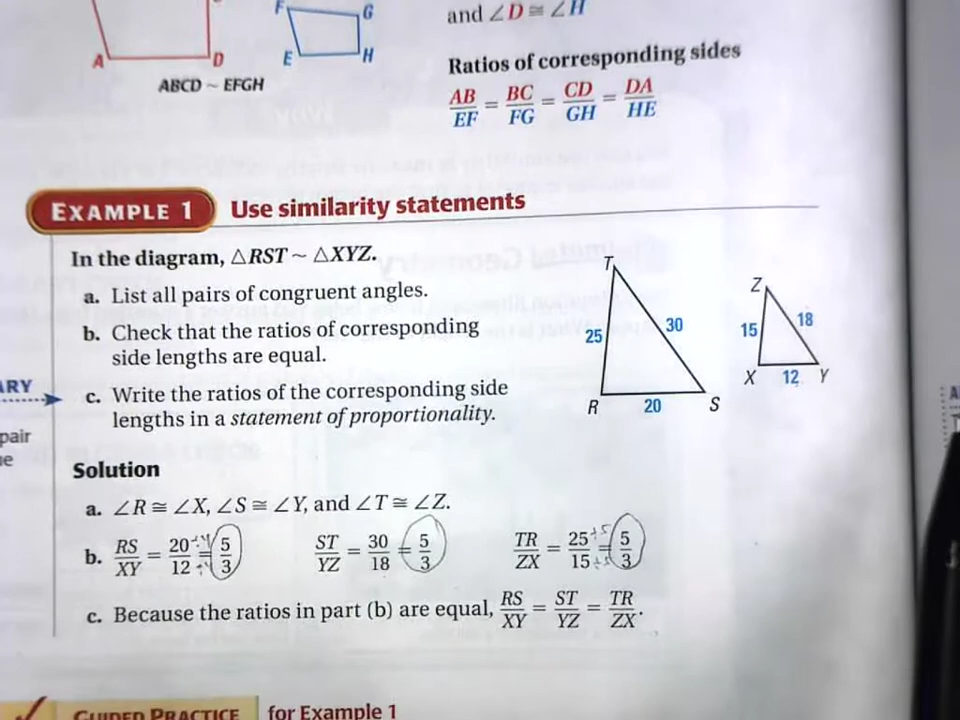 and ∠D ≅ ∠H
F G
A D E H
ABCD ~ EFGH
Ratios of corresponding sides
AB/EF = BC/FG = CD/GH = DA/HE
EXAMPLE 1 Use similarity statements
In the diagram, △RST ~ △XYZ.
a. List all pairs of congruent angles.
b. Check that the ratios of corresponding
side lengths are equal.
c. Write the ratios of the corresponding side
lengths in a statement of proportionality.
T
25 30
R 20 S
Z
15 18
X 12 Y
ARY
pair
Solution
a. ∠R ≅ ∠X, ∠S ≅ ∠Y, and ∠T ≅ ∠Z.
b. RS/XY = 20/12 = 5/3 ST/YZ = 30/18 = 5/3 TR/ZX = 25/15 = 5/3
c. Because the ratios in part (b) are equal, RS/XY = ST/YZ = TR/ZX.
GUIDED PRACTICE for Example 1